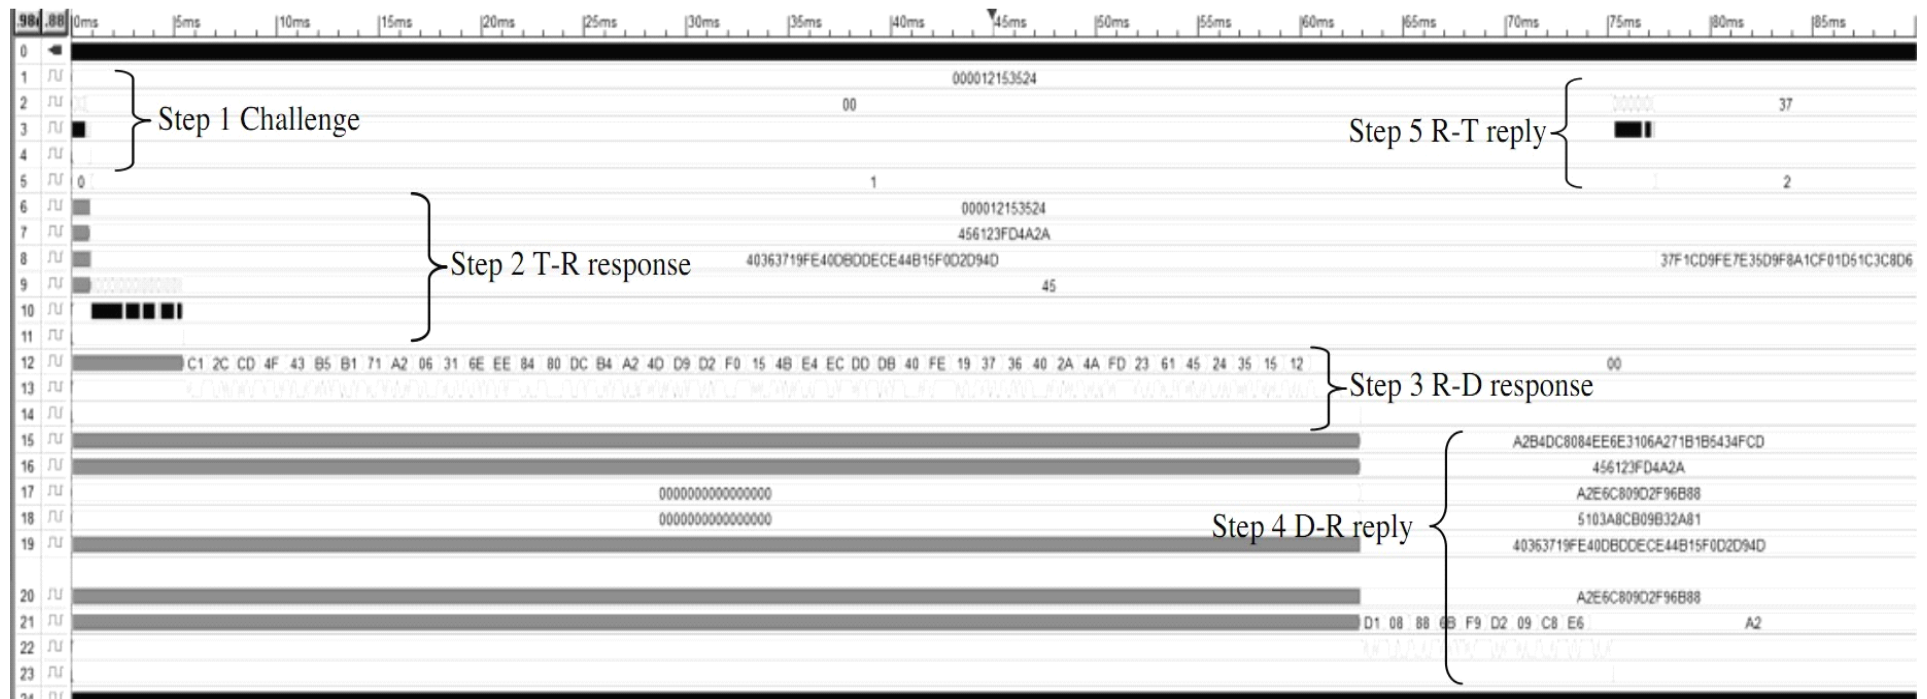 .98 .88 0ms 5ms 10ms 15ms 20ms 25ms 30ms 35ms 40ms 45ms 50ms 55ms 60ms 65ms 70ms 75ms 80ms 85ms
0
1 000012153524
2 00 37
Step 1 Challenge
Step 5 R-T reply
3
4
5 0 1 2
6 000012153524
7 456123FD4A2A
8 40363719FE40DBDDECE44B15F0D2D94D 37F1CD9FE7E35D9F8A1CF01D51C3C8D6
Step 2 T-R response
9 45
10
11
12 C1 2C CD 4F 43 B5 B1 71 A2 06 31 6E EE 84 80 DC B4 A2 4D D9 D2 F0 15 4B E4 EC DD DB 40 FE 19 37 36 40 2A 4A FD 23 61 45 24 35 15 12 00
13
Step 3 R-D response
14
15 A2B4DC8084EE6E3106A271B1B5434FCD
16 456123FD4A2A
17 0000000000000000 A2E6C809D2F96B88
18 0000000000000000 5103A8CB09B32A81
Step 4 D-R reply
19 40363719FE40DBDDECE44B15F0D2D94D
20 A2E6C809D2F96B88
21 D1 08 88 6B F9 D2 09 C8 E6 A2
22
23